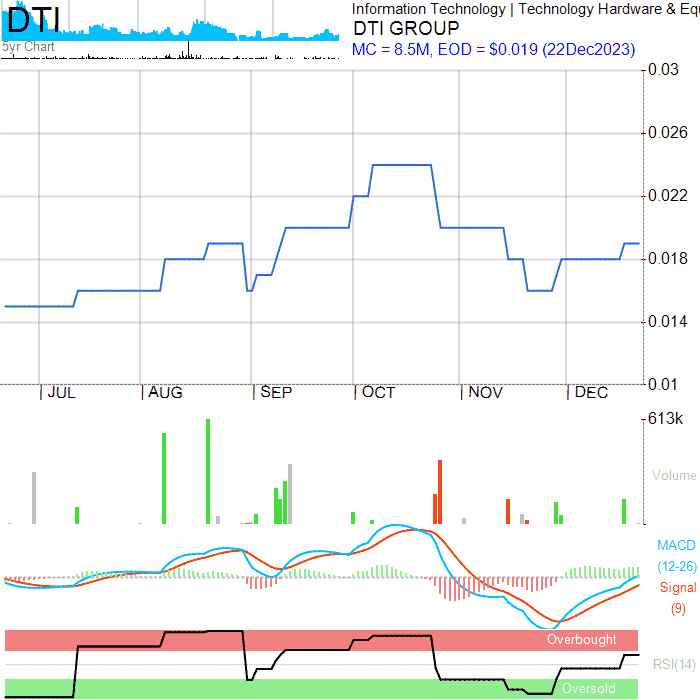 DTI
5yr Chart
Information Technology | Technology Hardware & Equ
DTI GROUP
MC = 8.5M, EOD = $0.019 (22Dec2023)
0.03
0.026
0.022
0.018
0.014
0.01
JUL AUG SEP OCT NOV DEC
613k
Volume
MACD
(12-26)
Signal
(9)
Overbought
RSI(14)
Oversold